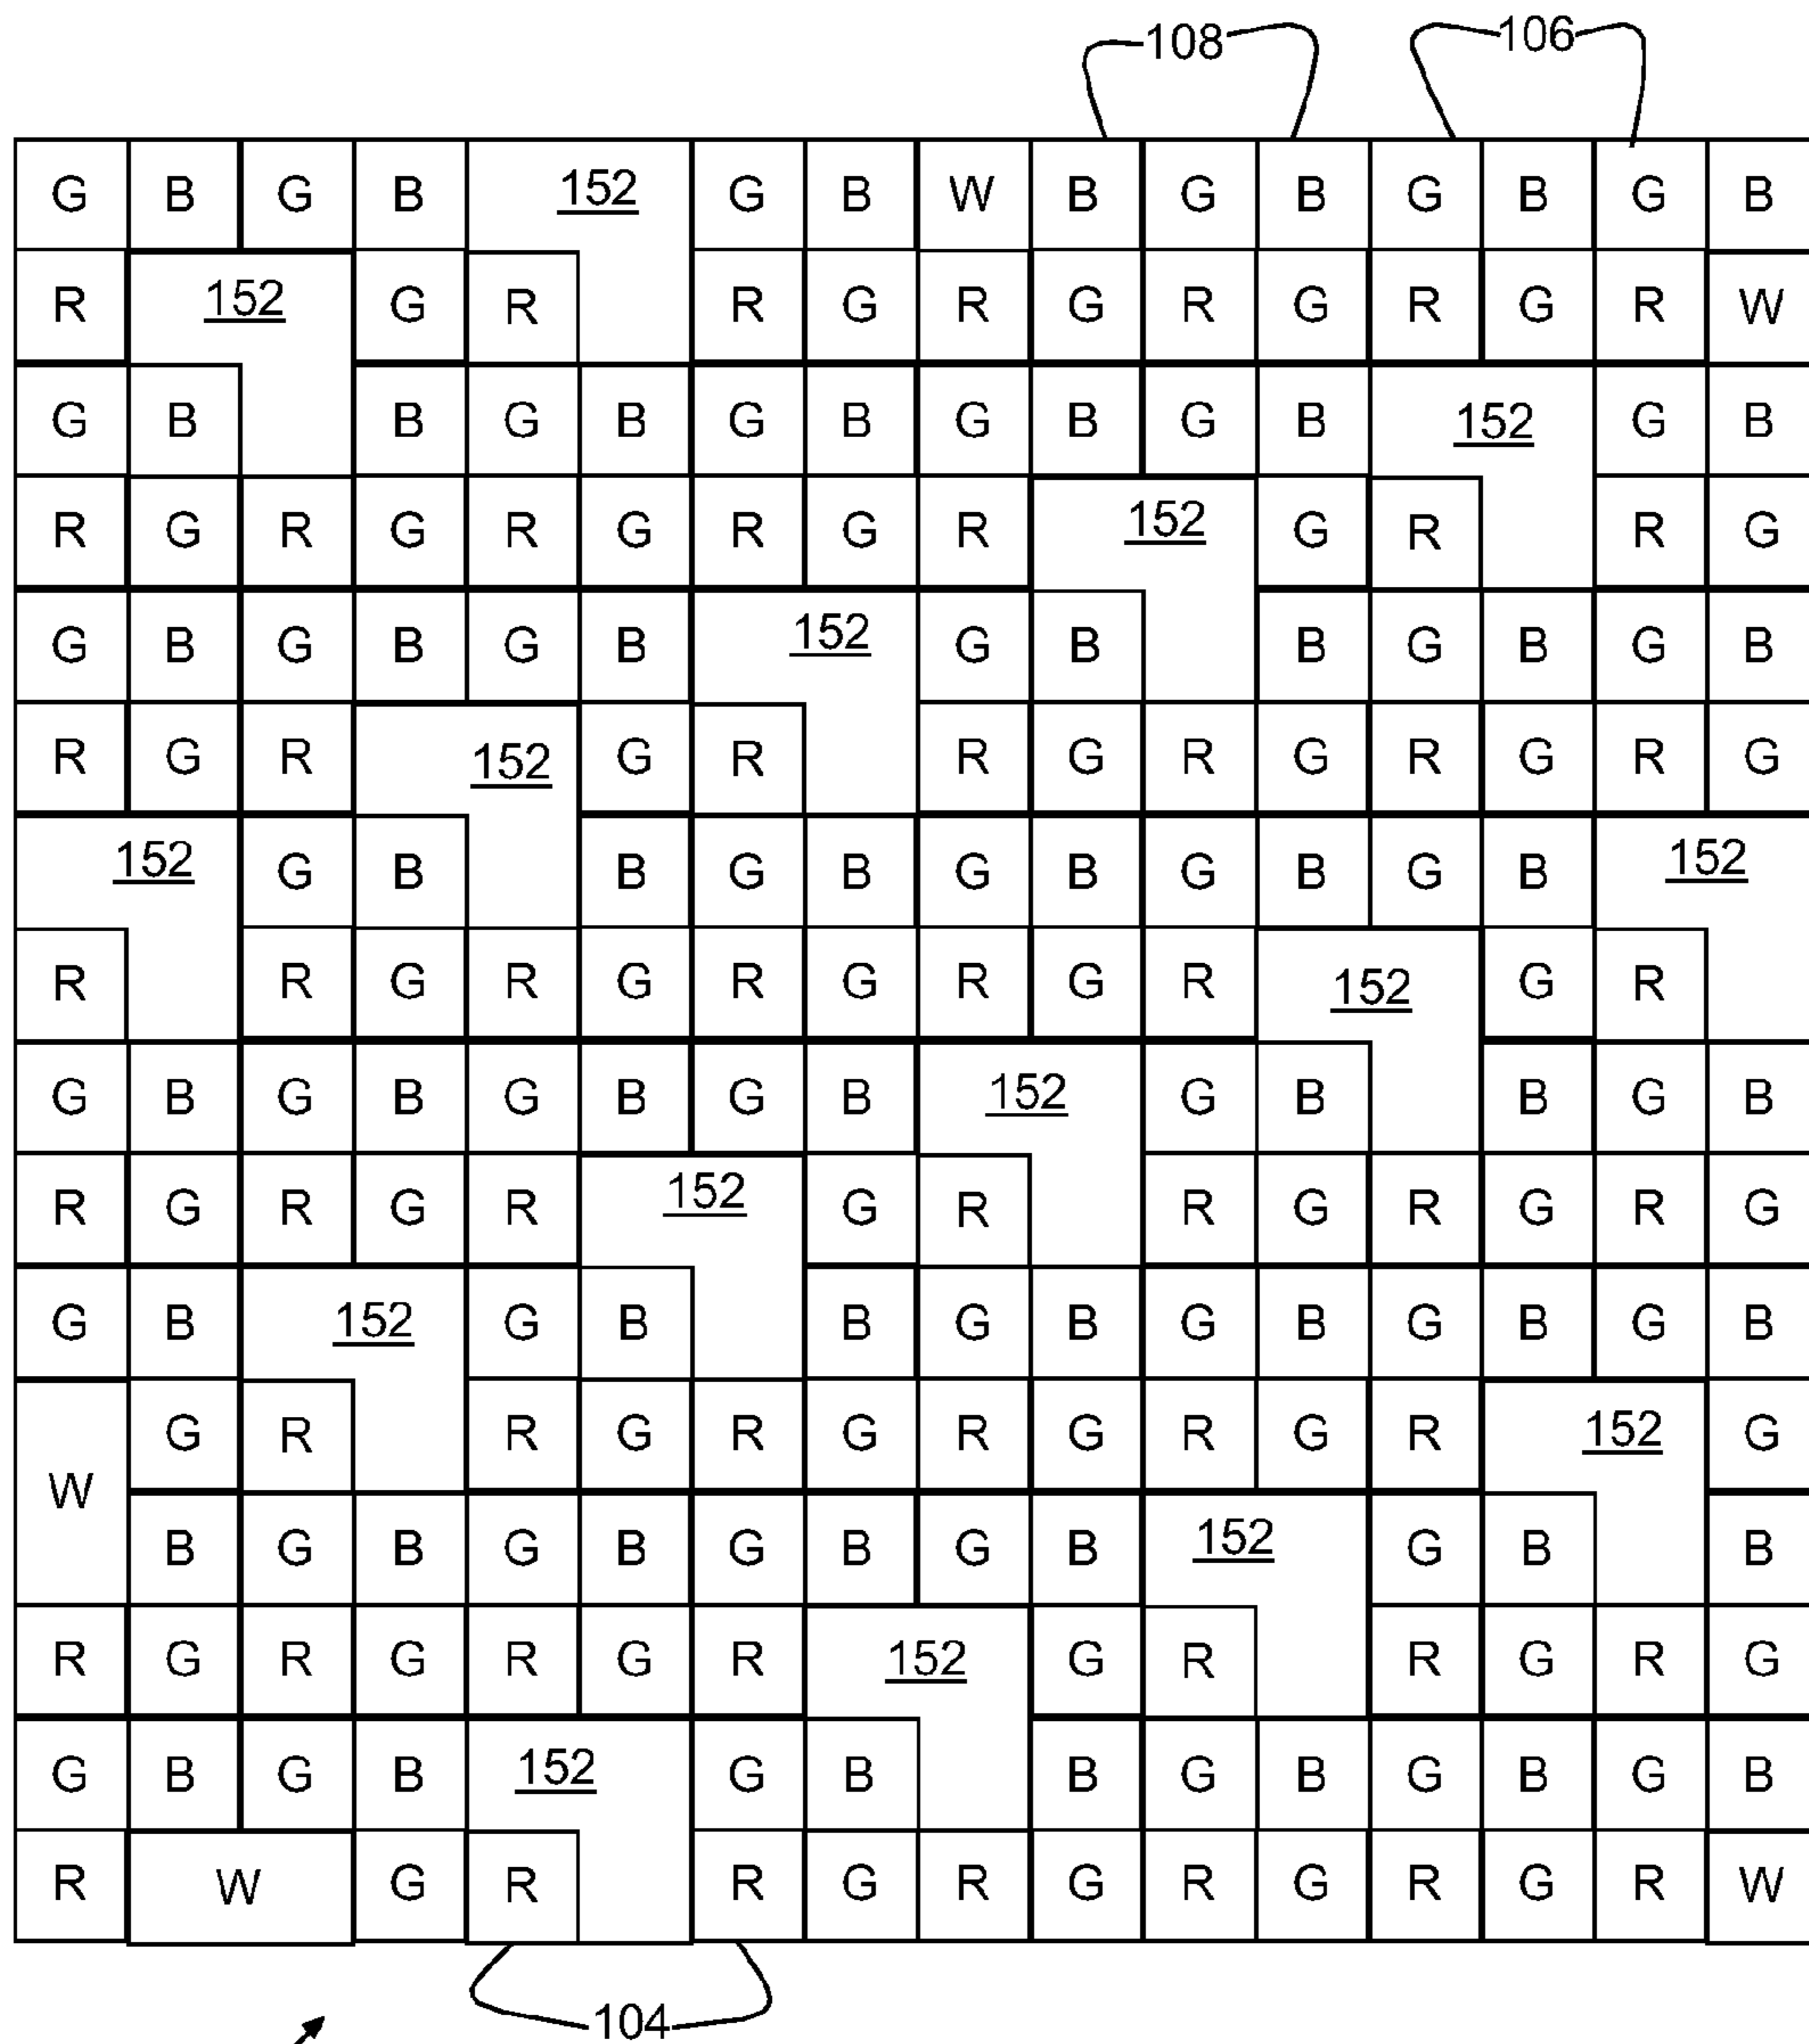 108 106
G B G B 152 G B W B G B G B G B
R 152 G R R G R G R G R G R W
G B B G B G B G B G B 152 G B
R G R G R G R G R 152 G R R G
G B G B G B 152 G B B G B G B
R G R 152 G R R G R G R G R G
152 G B B G B G B G B G B 152
R R G R G R G R G R 152 G R
G B G B G B G B 152 G B B G B
R G R G R 152 G R R G R G R G
G B 152 G B B G B G B G B G B
G R R G R G R G R G R 152 G
W
B G B G B G B G B 152 G B B
R G R G R G R 152 G R R G R G
G B G B 152 G B B G B G B G B
R W G R R G R G R G R G R W
104